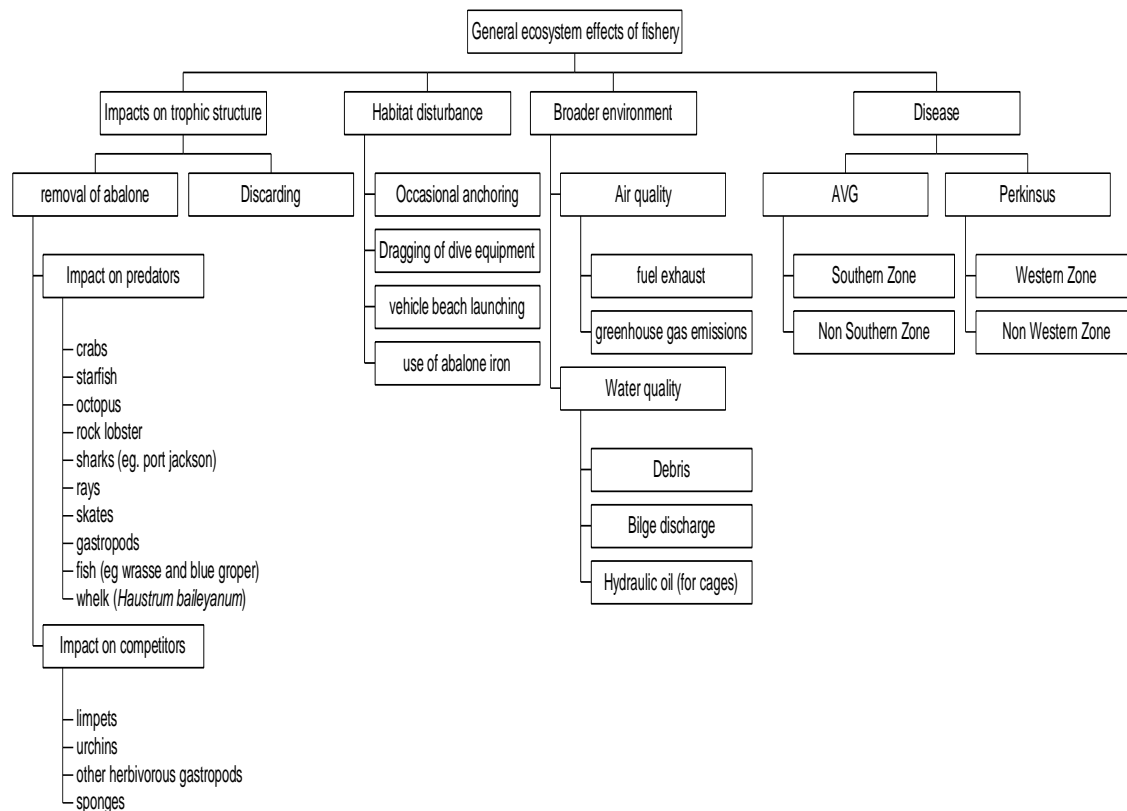 General ecosystem effects of fishery
Impacts on trophic structure
Habitat disturbance
Broader environment
Disease
removal of abalone
Discarding
Occasional anchoring
Dragging of dive equipment
vehicle beach launching
use of abalone iron
Air quality
fuel exhaust
greenhouse gas emissions
Water quality
Debris
Bilge discharge
Hydraulic oil (for cages)
AVG
Perkinsus
Southern Zone
Non Southern Zone
Western Zone
Non Western Zone
Impact on predators
crabs
starfish
octopus
rock lobster
sharks (eg. port jackson)
rays
skates
gastropods
fish (eg wrasse and blue groper)
whelk (Haustrum baileyanum)
Impact on competitors
limpets
urchins
other herbivorous gastropods
sponges